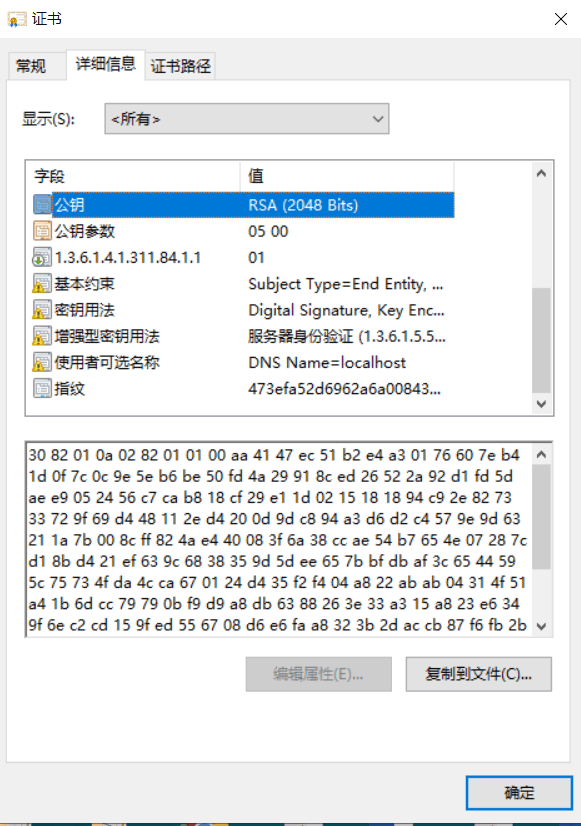 证书
常规 详细信息 证书路径
显示(S): <所有>
字段 值
公钥 RSA (2048 Bits)
公钥参数 05 00
1.3.6.1.4.1.311.84.1.1 01
基本约束 Subject Type=End Entity, ...
密钥用法 Digital Signature, Key Enc...
增强型密钥用法 服务器身份验证 (1.3.6.1.5.5...
使用者可选名称 DNS Name=localhost
指纹 473efa52d6962a6a00843...
30 82 01 0a 02 82 01 01 00 aa 41 47 ec 51 b2 e4 a3 01 76 60 7e b4
1d 0f 7c 0c 9e 5e b6 be 50 fd 4a 29 91 8c ed 26 52 2a 92 d1 fd 5d
ae e9 05 24 56 c7 ca b8 18 cf 29 e1 1d 02 15 18 18 94 c9 2e 82 73
33 72 9f 69 d4 48 11 2e d4 20 0d 9d c8 94 a3 d6 d2 c4 57 9e 9d 63
21 1a 7b 00 8c ff 82 4a e4 40 08 3f 6a 38 cc ae 54 b7 65 4e 07 28 7c
d1 8b d4 21 ef 63 9c 68 38 35 9d 5d ee 65 7b bf db af 3c 65 44 59
5c 75 73 4f da 4c ca 67 01 24 d4 35 f2 f4 04 a8 22 ab ab 04 31 4f 51
a4 1b 6d cc 79 79 0b f9 d9 a8 db 63 88 26 3e 33 a3 15 a8 23 e6 34
9f 6e c2 cd 15 9f ed 55 67 08 d6 e6 fa a8 32 3b 2d ac cb 87 f6 fb 2b
编辑属性(E)... 复制到文件(C)...
确定